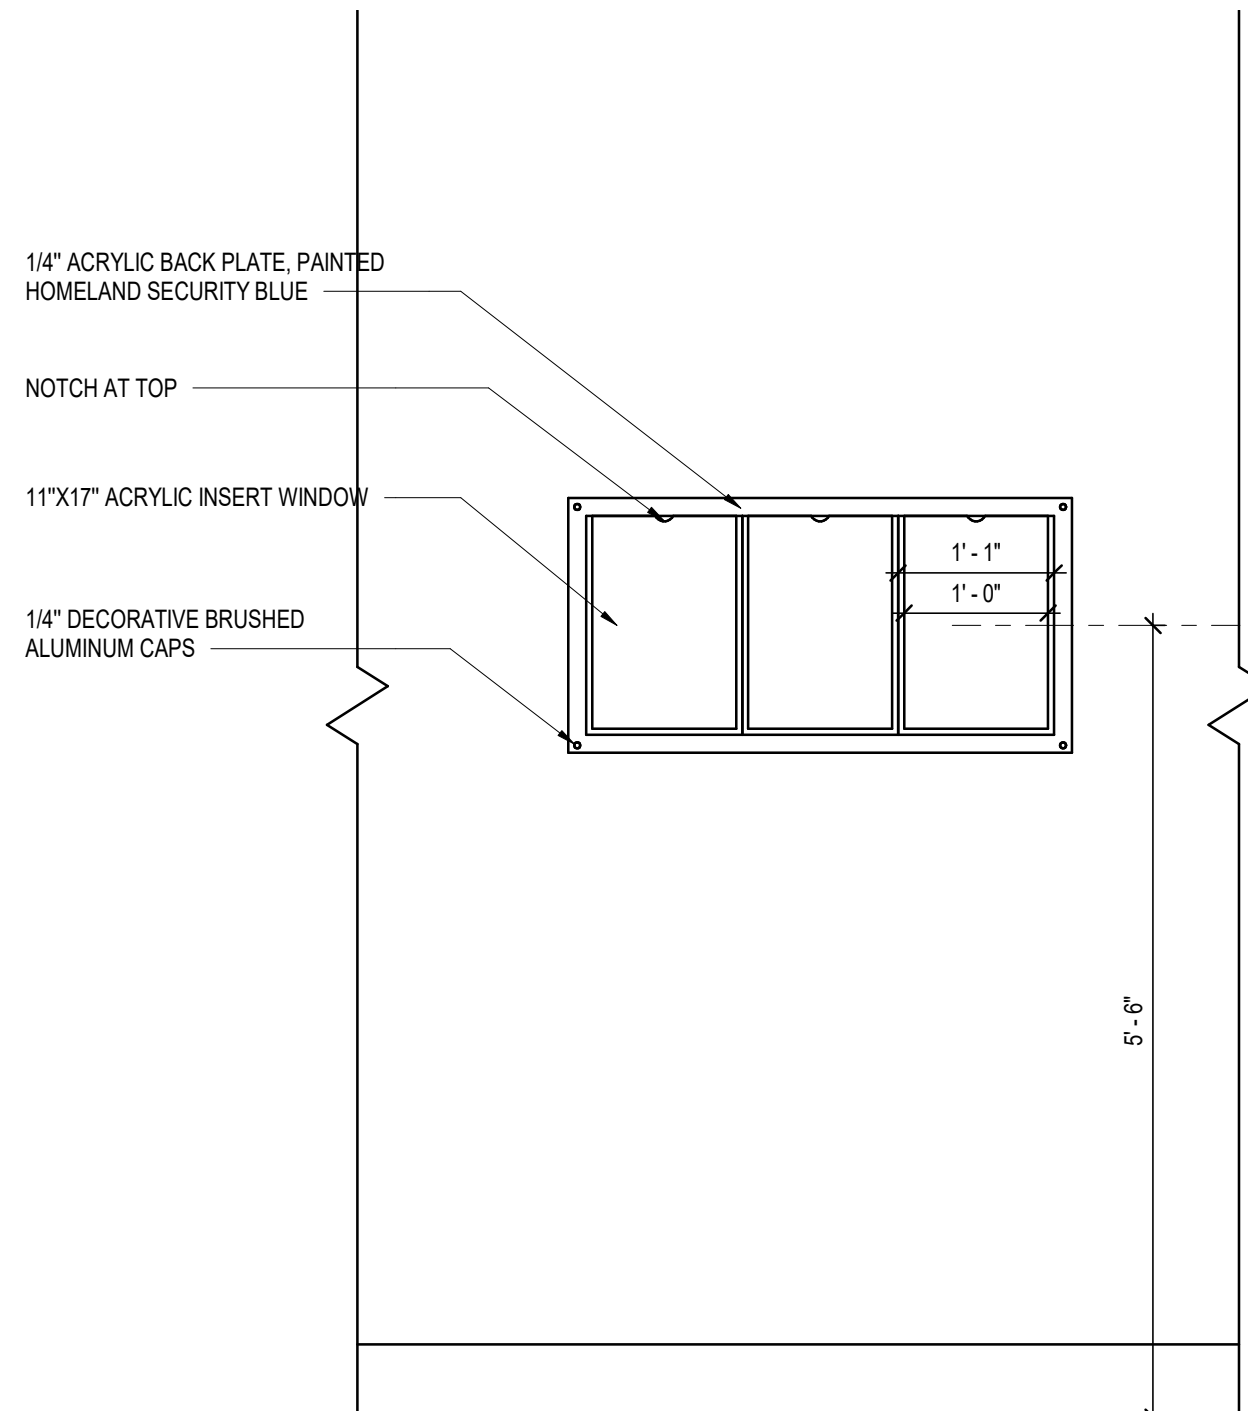 1/4" ACRYLIC BACK PLATE, PAINTED
HOMELAND SECURITY BLUE
NOTCH AT TOP
11"X17" ACRYLIC INSERT WINDOW
1/4" DECORATIVE BRUSHED
ALUMINUM CAPS
1' - 1"
1' - 0"
5' - 6"